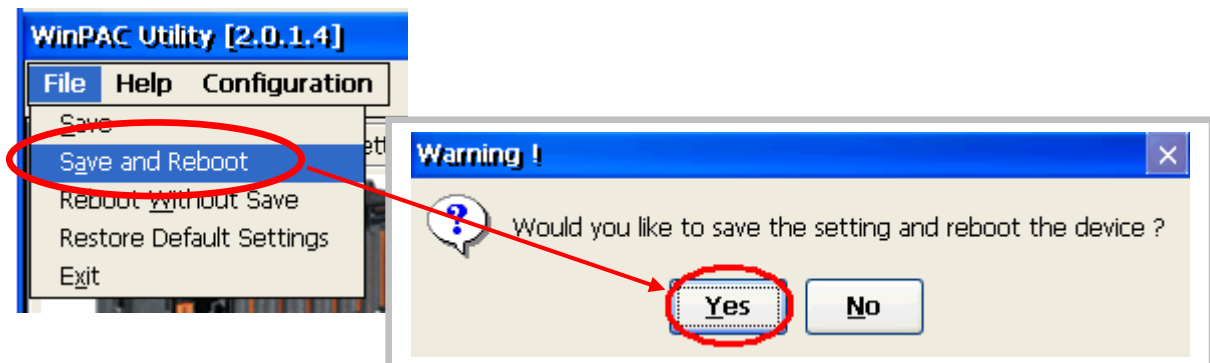 WinPAC Utility [2.0.1.4]
File Help Configuration
Save
Save and Reboot
Reboot Without Save
Restore Default Settings
Exit
Warning !
Would you like to save the setting and reboot the device ?
Yes No